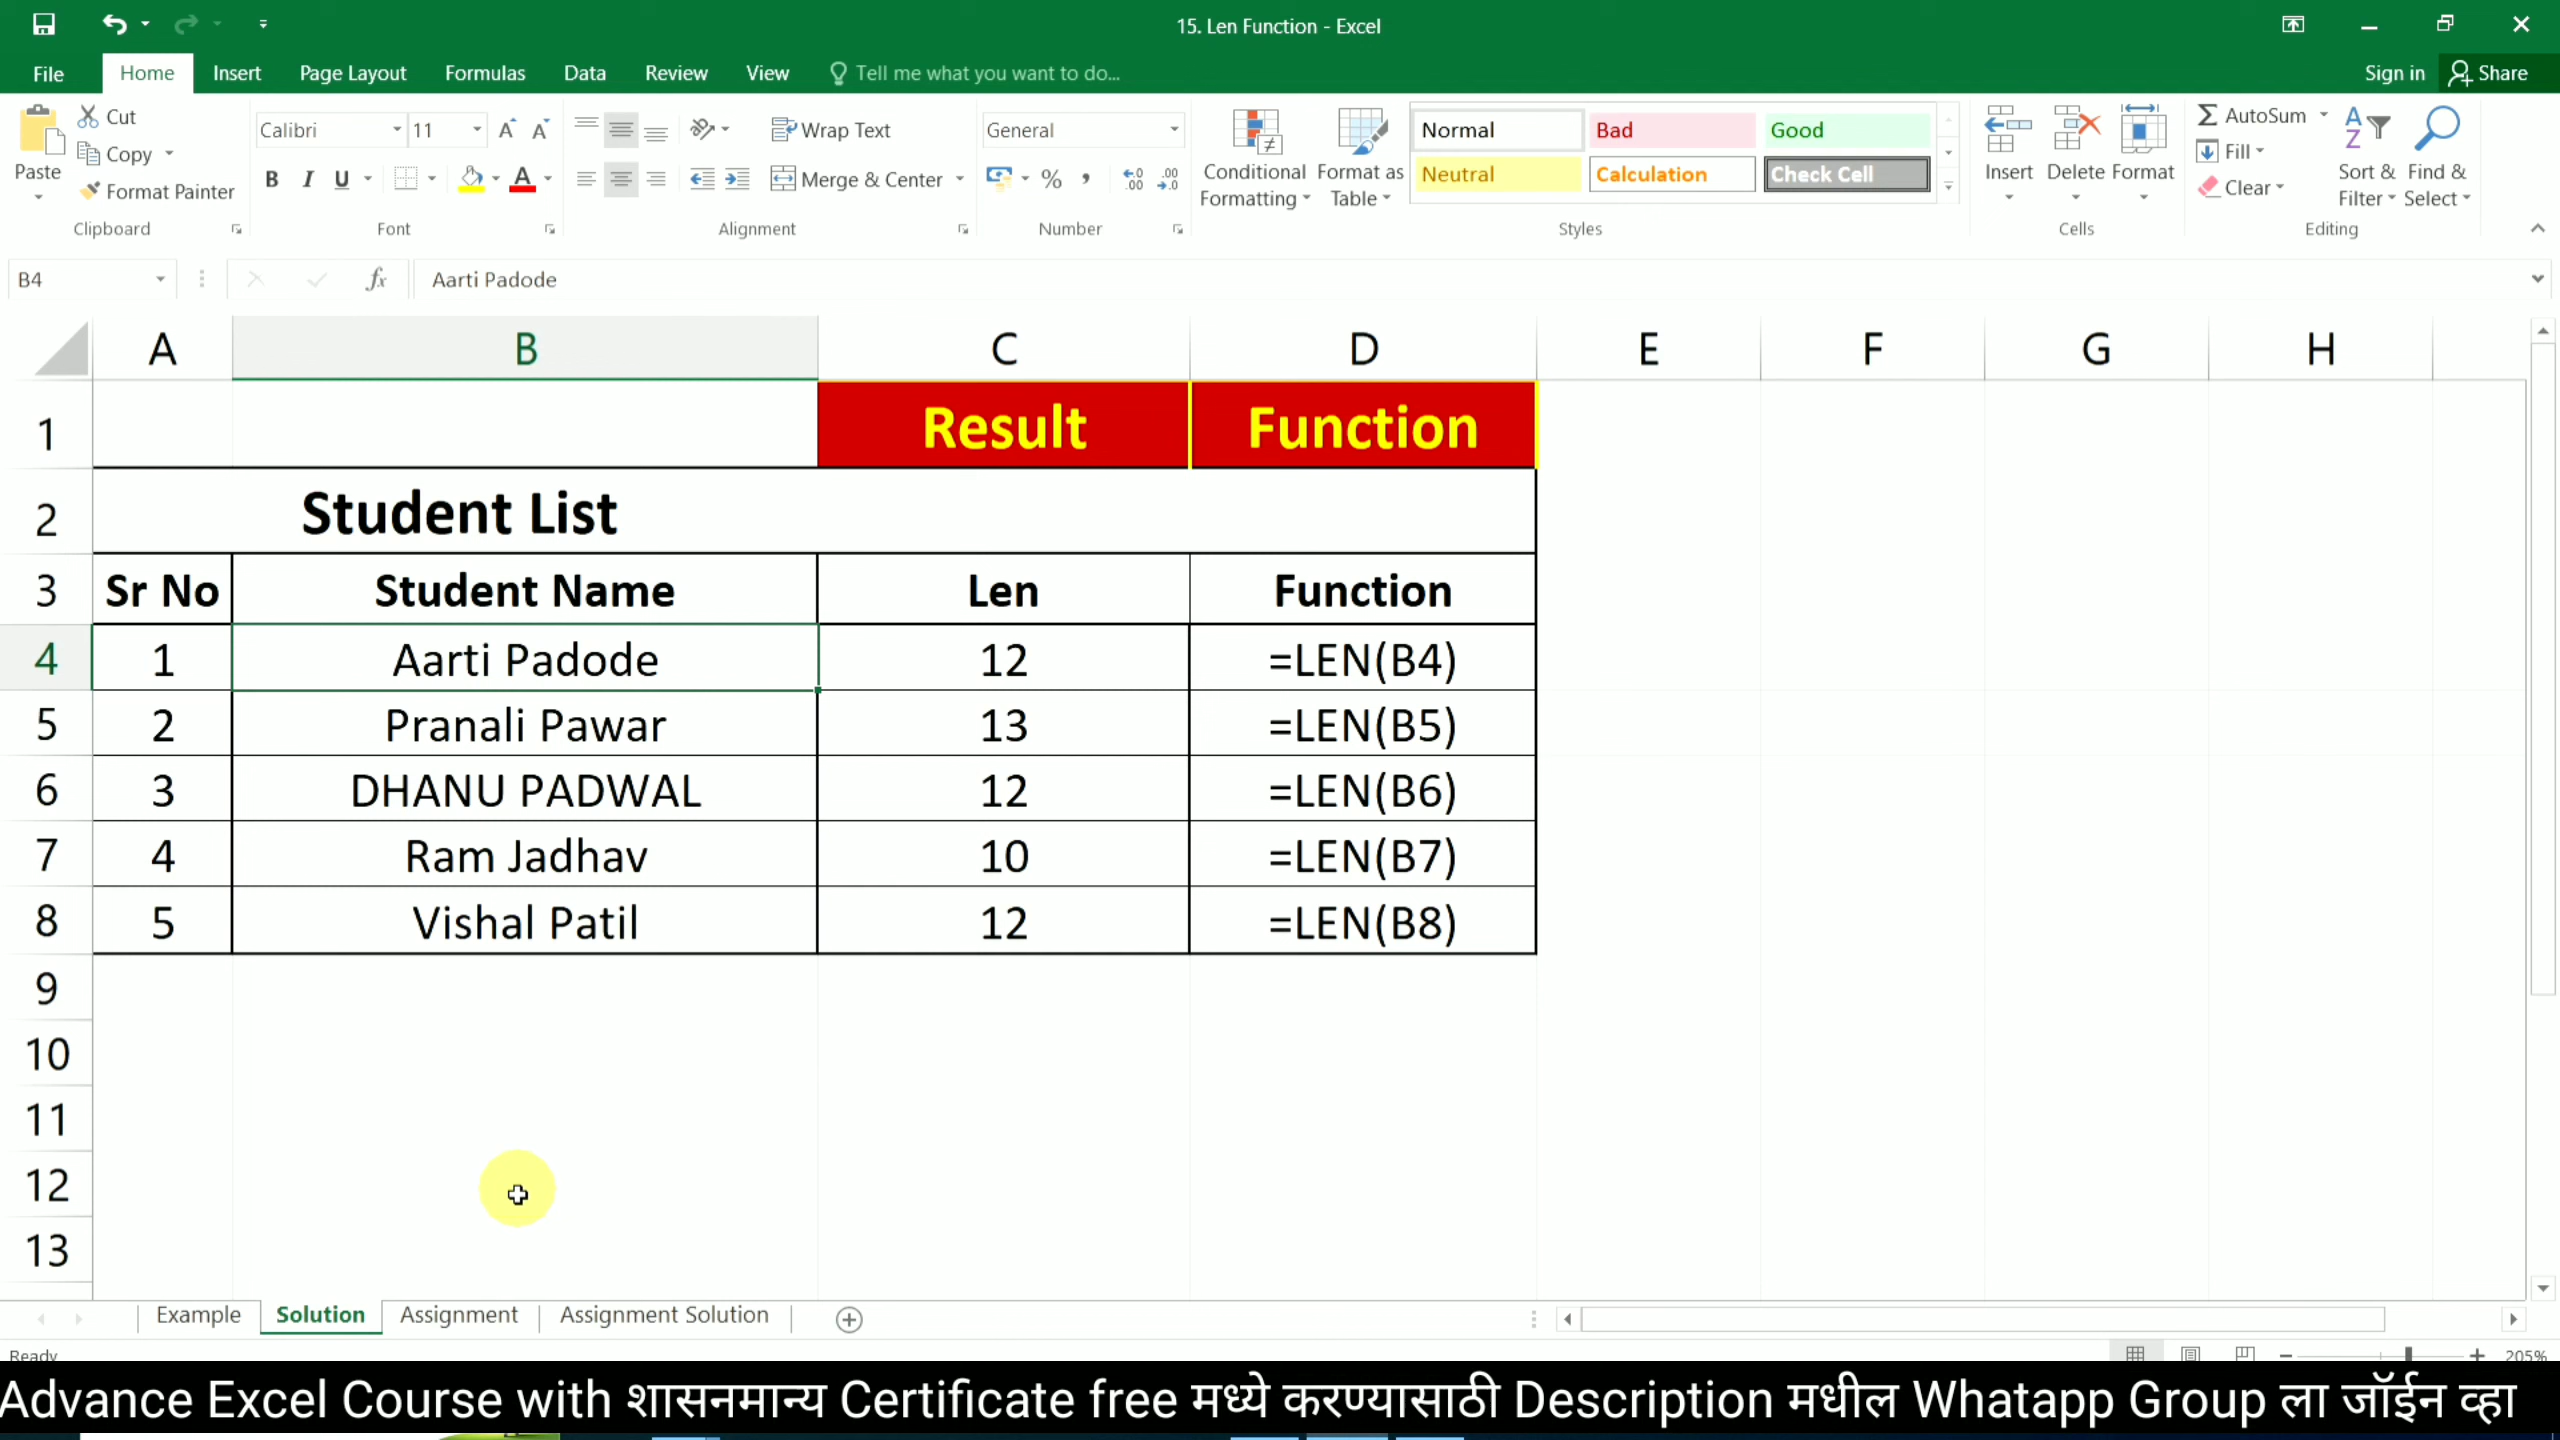 15. Len Function - Excel
File Home Insert Page Layout Formulas Data Review View Tell me what you want to do... Sign in Share
Paste Cut Copy Format Painter Clipboard
Calibri 11 B I U Font
Wrap Text Merge & Center Alignment
General % Number
Conditional Formatting Format as Table
Normal Bad Good
Neutral Calculation Check Cell
Styles
Insert Delete Format Cells
AutoSum Fill Clear Sort & Filter Find & Select Editing
B4 fx Aarti Padode
A B C D E F G H
1 Result Function
2 Student List
3 Sr No Student Name Len Function
4 1 Aarti Padode 12 =LEN(B4)
5 2 Pranali Pawar 13 =LEN(B5)
6 3 DHANU PADWAL 12 =LEN(B6)
7 4 Ram Jadhav 10 =LEN(B7)
8 5 Vishal Patil 12 =LEN(B8)
9
10
11
12
13
Example Solution Assignment Assignment Solution
Ready 205%
Advance Excel Course with शासनमान्य Certificate free मध्ये करण्यासाठी Description मधील Whatapp Group ला जॉईन व्हा